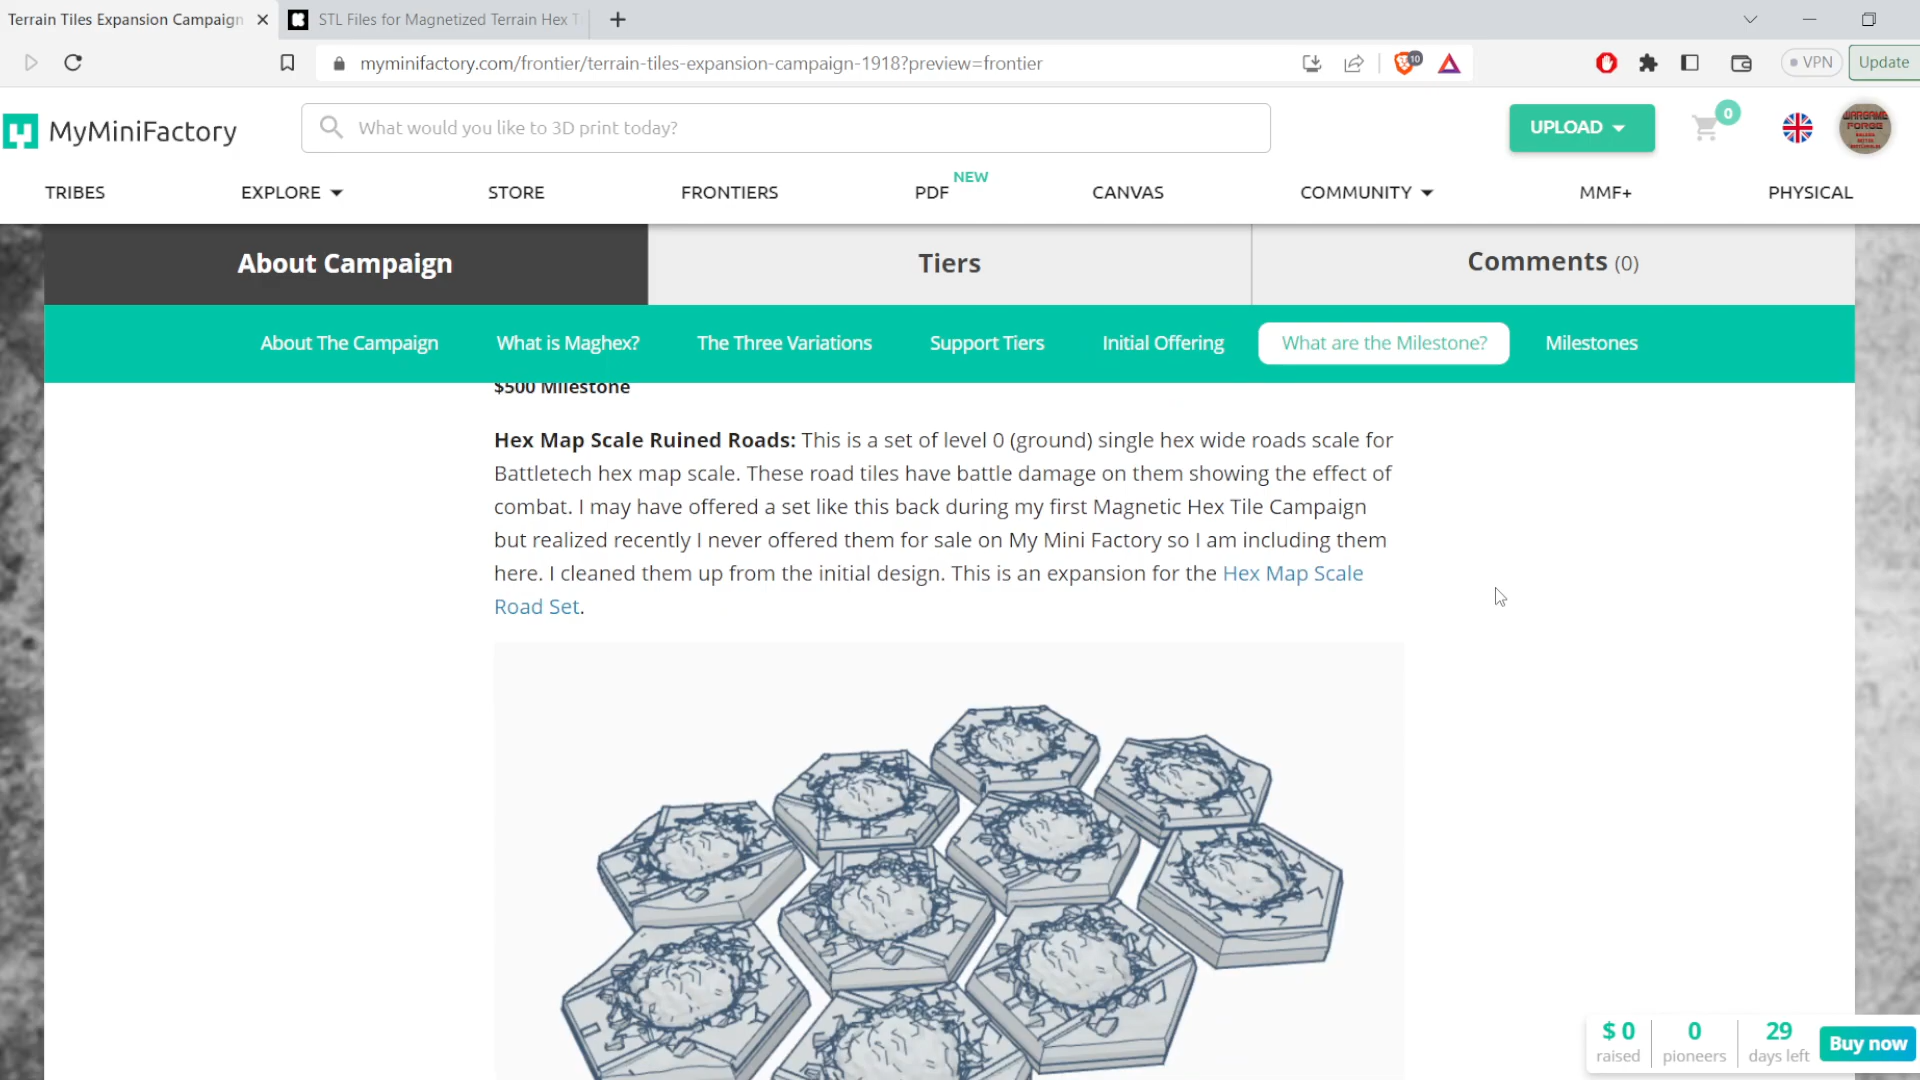 Terrain Tiles Expansion Campaign
STL Files for Magnetized Terrain Hex T
myminifactory.com/frontier/terrain-tiles-expansion-campaign-1918?preview=frontier
10
VPN
Update
MyMiniFactory
What would you like to 3D print today?
UPLOAD
0
WARGAME
FORGE
TRIBES
EXPLORE
STORE
FRONTIERS
PDF
NEW
CANVAS
COMMUNITY
MMF+
PHYSICAL
About Campaign
Tiers
Comments (0)
About The Campaign
What is Maghex?
The Three Variations
Support Tiers
Initial Offering
What are the Milestone?
Milestones
$500 Milestone
Hex Map Scale Ruined Roads: This is a set of level 0 (ground) single hex wide roads scale for
Battletech hex map scale. These road tiles have battle damage on them showing the effect of
combat. I may have offered a set like this back during my first Magnetic Hex Tile Campaign
but realized recently I never offered them for sale on My Mini Factory so I am including them
here. I cleaned them up from the initial design. This is an expansion for the Hex Map Scale
Road Set.
$ 0
raised
0
pioneers
29
days left
Buy now